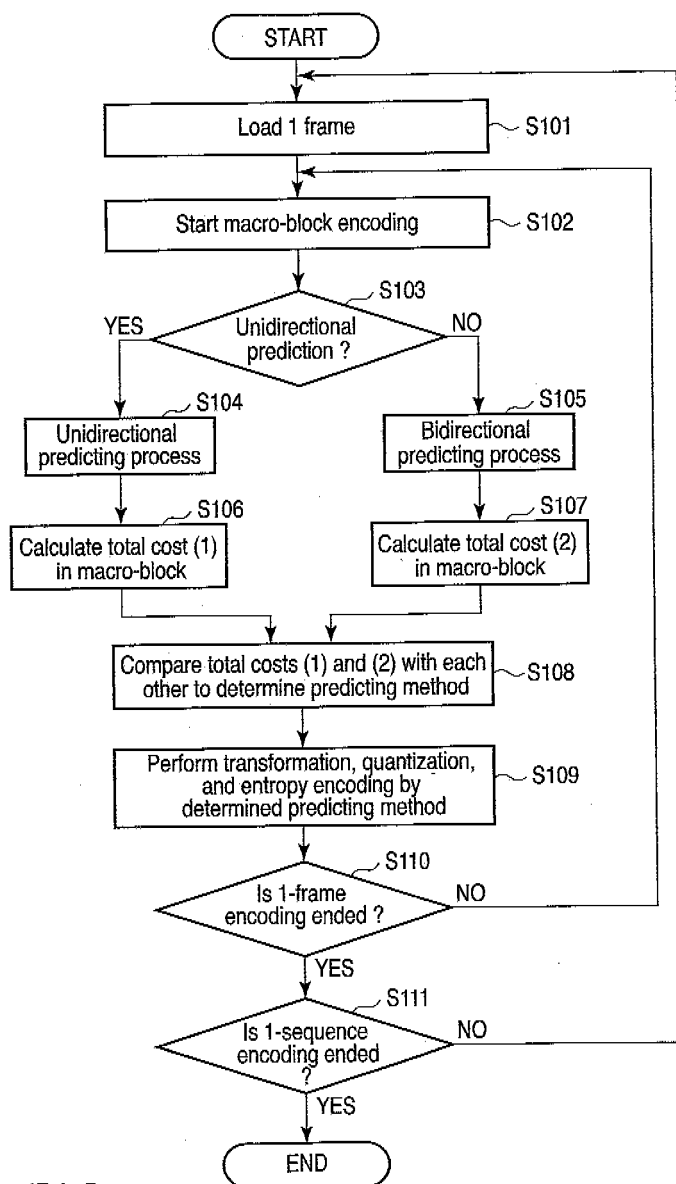 START
Load 1 frame
S101
Start macro-block encoding
S102
S103
YES
Unidirectional
prediction ?
NO
S104
Unidirectional
predicting process
S105
Bidirectional
predicting process
S106
Calculate total cost (1)
in macro-block
S107
Calculate total cost (2)
in macro-block
Compare total costs (1) and (2) with each
other to determine predicting method
S108
Perform transformation, quantization,
and entropy encoding by
determined predicting method
S109
S110
Is 1-frame
encoding ended ?
NO
YES
S111
Is 1-sequence
encoding ended
?
NO
YES
END